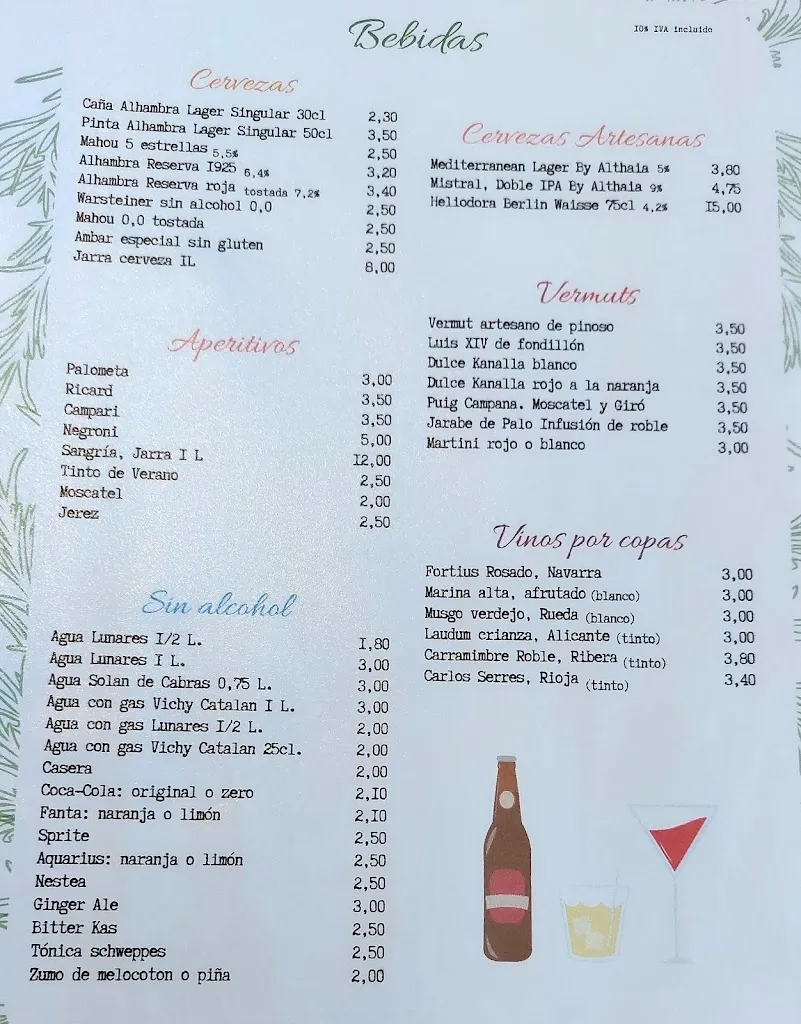 Bebidas
10% IVA incluido
Cervezas
Caña Alhambra Lager Singular 30cl 2,30
Pinta Alhambra Lager Singular 50cl 3,50
Mahou 5 estrellas 5,5% 2,50
Alhambra Reserva 1925 6,4% 3,20
Alhambra Reserva roja tostada 7,2% 3,40
Warsteiner sin alcohol 0,0 2,50
Mahou 0,0 tostada 2,50
Ambar especial sin gluten 2,50
Jarra cerveza 1L 8,00
Aperitivos
Palometa 3,00
Ricard 3,50
Campari 3,50
Negroni 5,00
Sangría, Jarra 1 L 12,00
Tinto de Verano 2,50
Moscatel 2,00
Jerez 2,50
Sin alcohol
Agua Lunares 1/2 L. 1,80
Agua Lunares 1 L. 3,00
Agua Solan de Cabras 0,75 L. 3,00
Agua con gas Vichy Catalan 1 L. 3,00
Agua con gas Lunares 1/2 L. 2,00
Agua con gas Vichy Catalan 25cl. 2,00
Casera 2,00
Coca-Cola: original o zero 2,10
Fanta: naranja o limón 2,10
Sprite 2,50
Aquarius: naranja o limón 2,50
Nestea 2,50
Ginger Ale 3,00
Bitter Kas 2,50
Tónica schweppes 2,50
Zumo de melocoton o piña 2,00
Cervezas Artesanas
Mediterranean Lager By Althaia 5% 3,80
Mistral, Doble IPA By Althaia 9% 4,75
Heliodora Berlin Waisse 75cl 4,2% 15,00
Vermuts
Vermut artesano de pinoso 3,50
Luis XIV de fondillón 3,50
Dulce Kanalla blanco 3,50
Dulce Kanalla rojo a la naranja 3,50
Puig Campana. Moscatel y Giró 3,50
Jarabe de Palo Infusión de roble 3,50
Martini rojo o blanco 3,00
Vinos por copas
Fortius Rosado, Navarra 3,00
Marina alta, afrutado (blanco) 3,00
Musgo verdejo, Rueda (blanco) 3,00
Laudum crianza, Alicante (tinto) 3,00
Carramimbre Roble, Ribera (tinto) 3,80
Carlos Serres, Rioja (tinto) 3,40